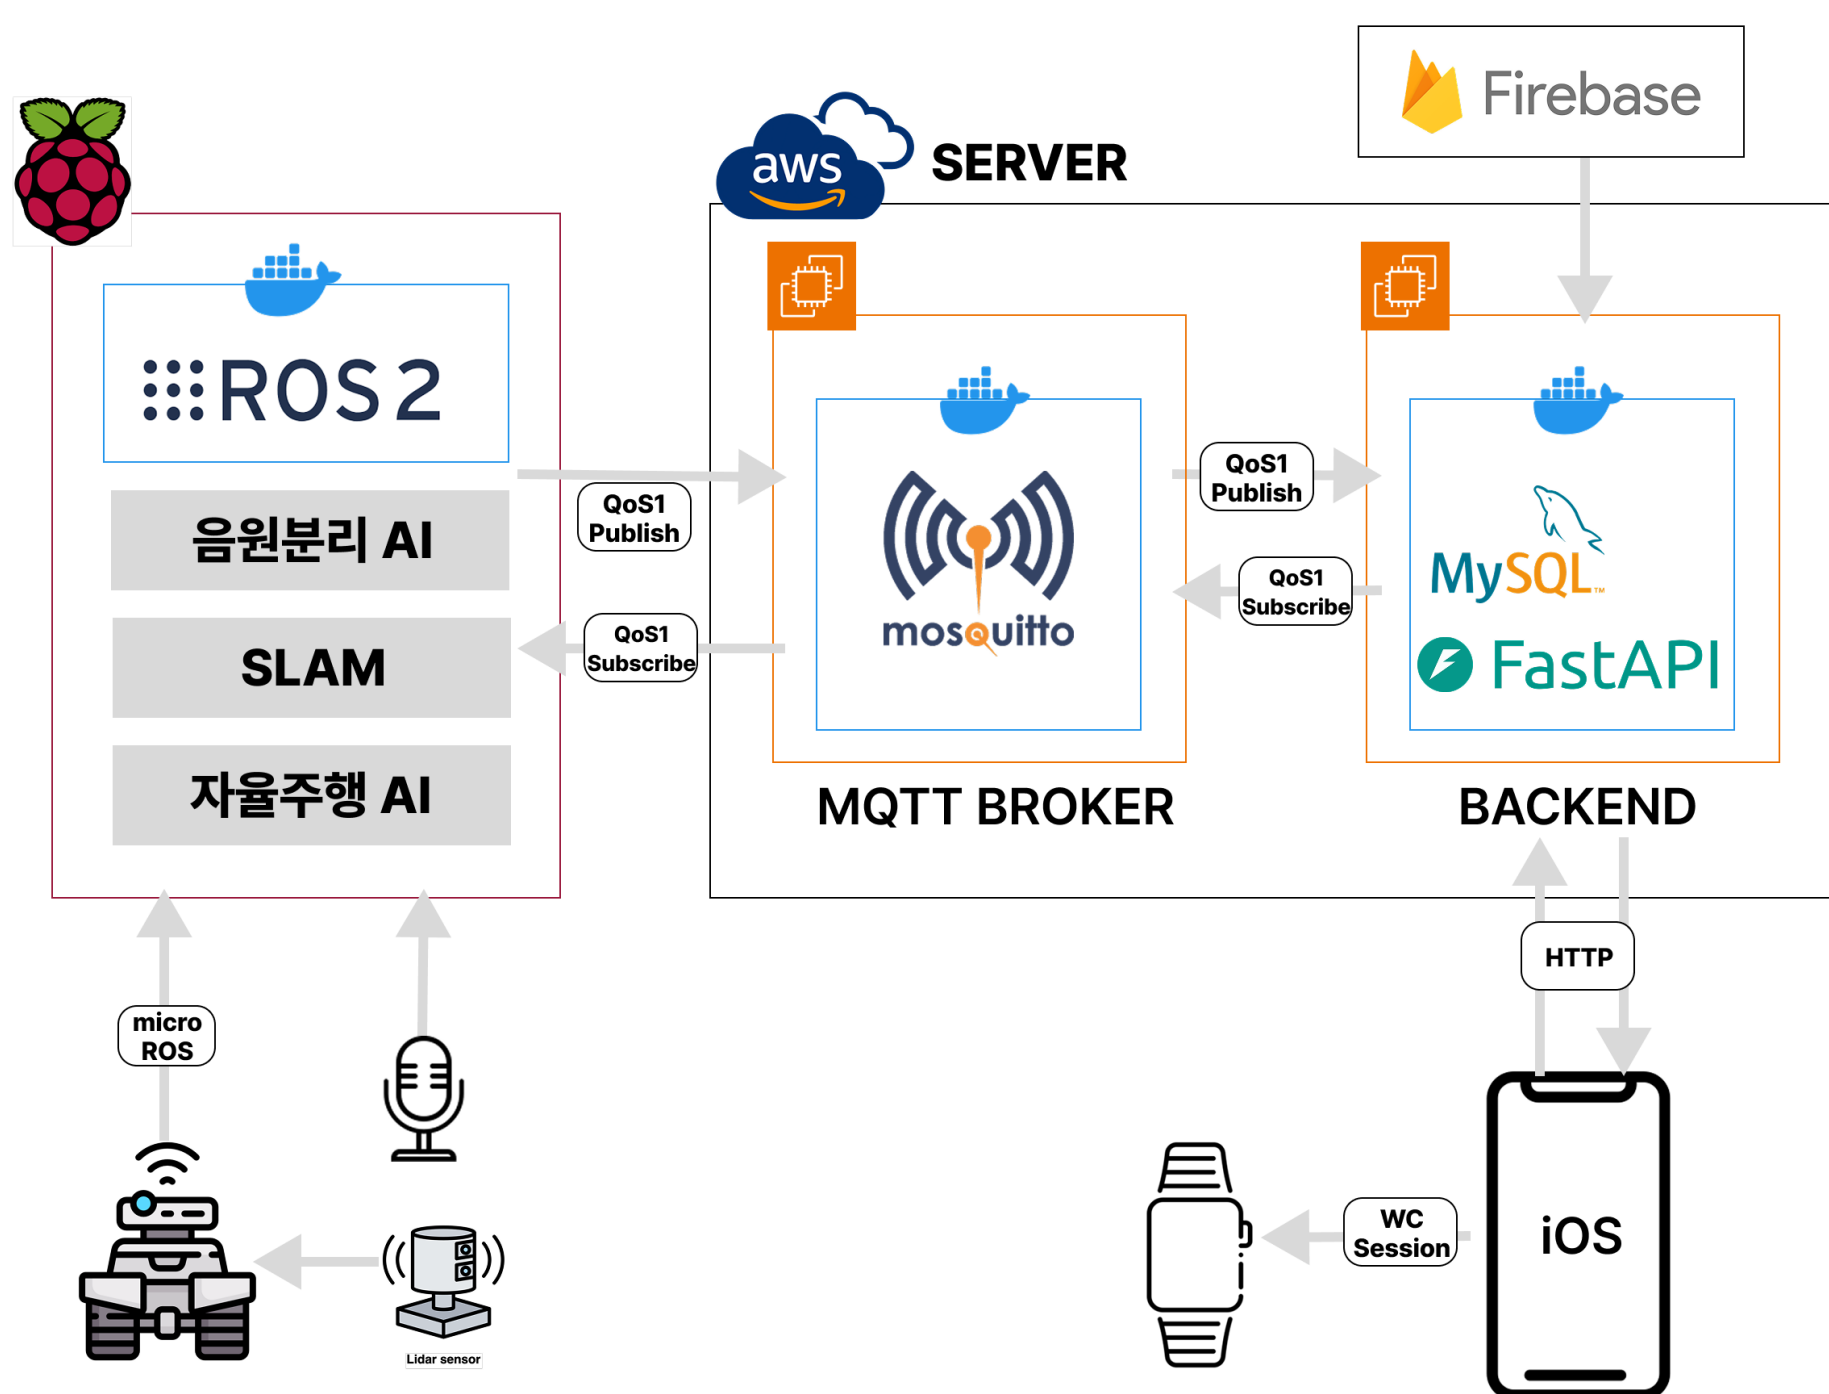 Firebase
aws
SERVER
ROS 2
음원분리 AI
SLAM
자율주행 AI
QoS1
Publish
QoS1
Subscribe
mosquitto
MQTT BROKER
QoS1
Publish
QoS1
Subscribe
MySQL™
FastAPI
BACKEND
HTTP
micro
ROS
Lidar sensor
WC
Session
iOS